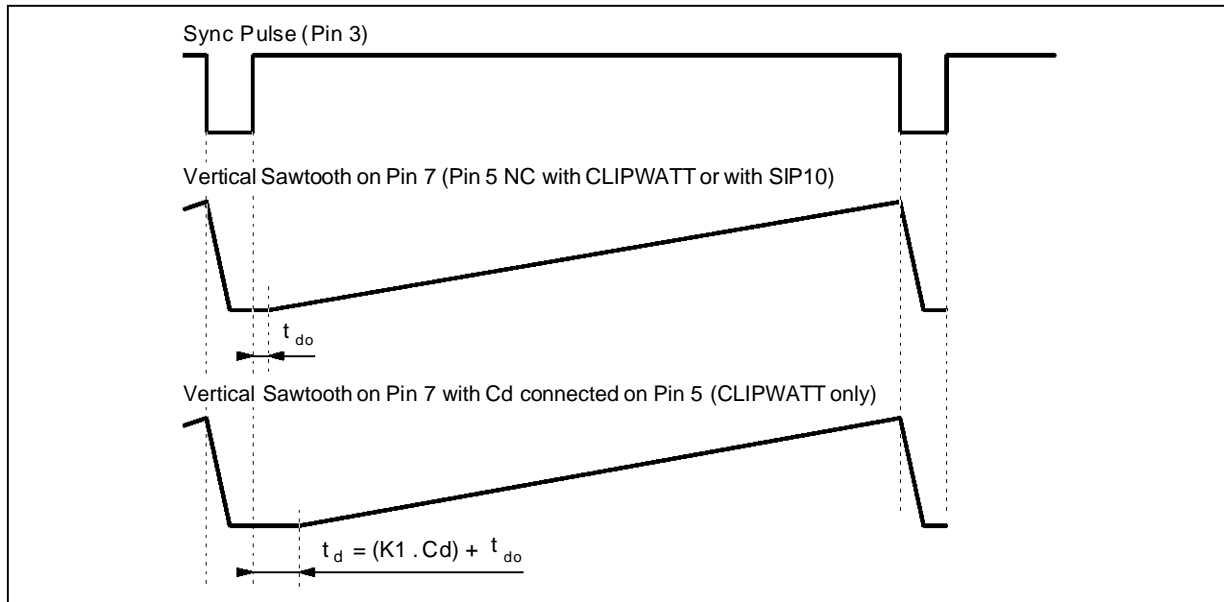 Sync Pulse (Pin 3)
Vertical Sawtooth on Pin 7 (Pin 5 NC with CLIPWATT or with SIP10)
t do
Vertical Sawtooth on Pin 7 with Cd connected on Pin 5 (CLIPWATT only)
t d = (K1 . Cd) + t do